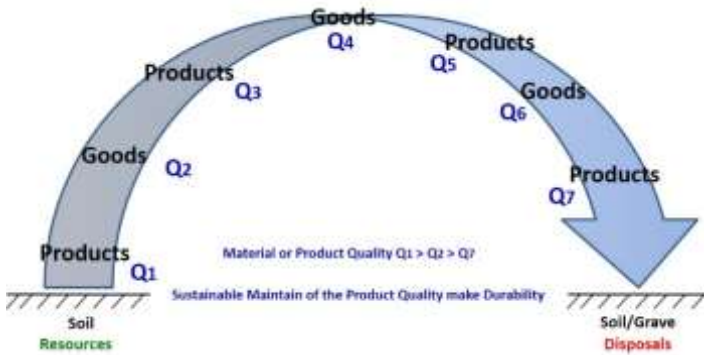 Goods
Q4
Products
Q5
Products
Q3
Goods
Q6
Goods
Q2
Products
Q7
Products
Q1
Material or Product Quality Q1 > Q2 > Q7
Sustainable Maintain of the Product Quality make Durability
Soil
Resources
Soil/Grave
Disposals